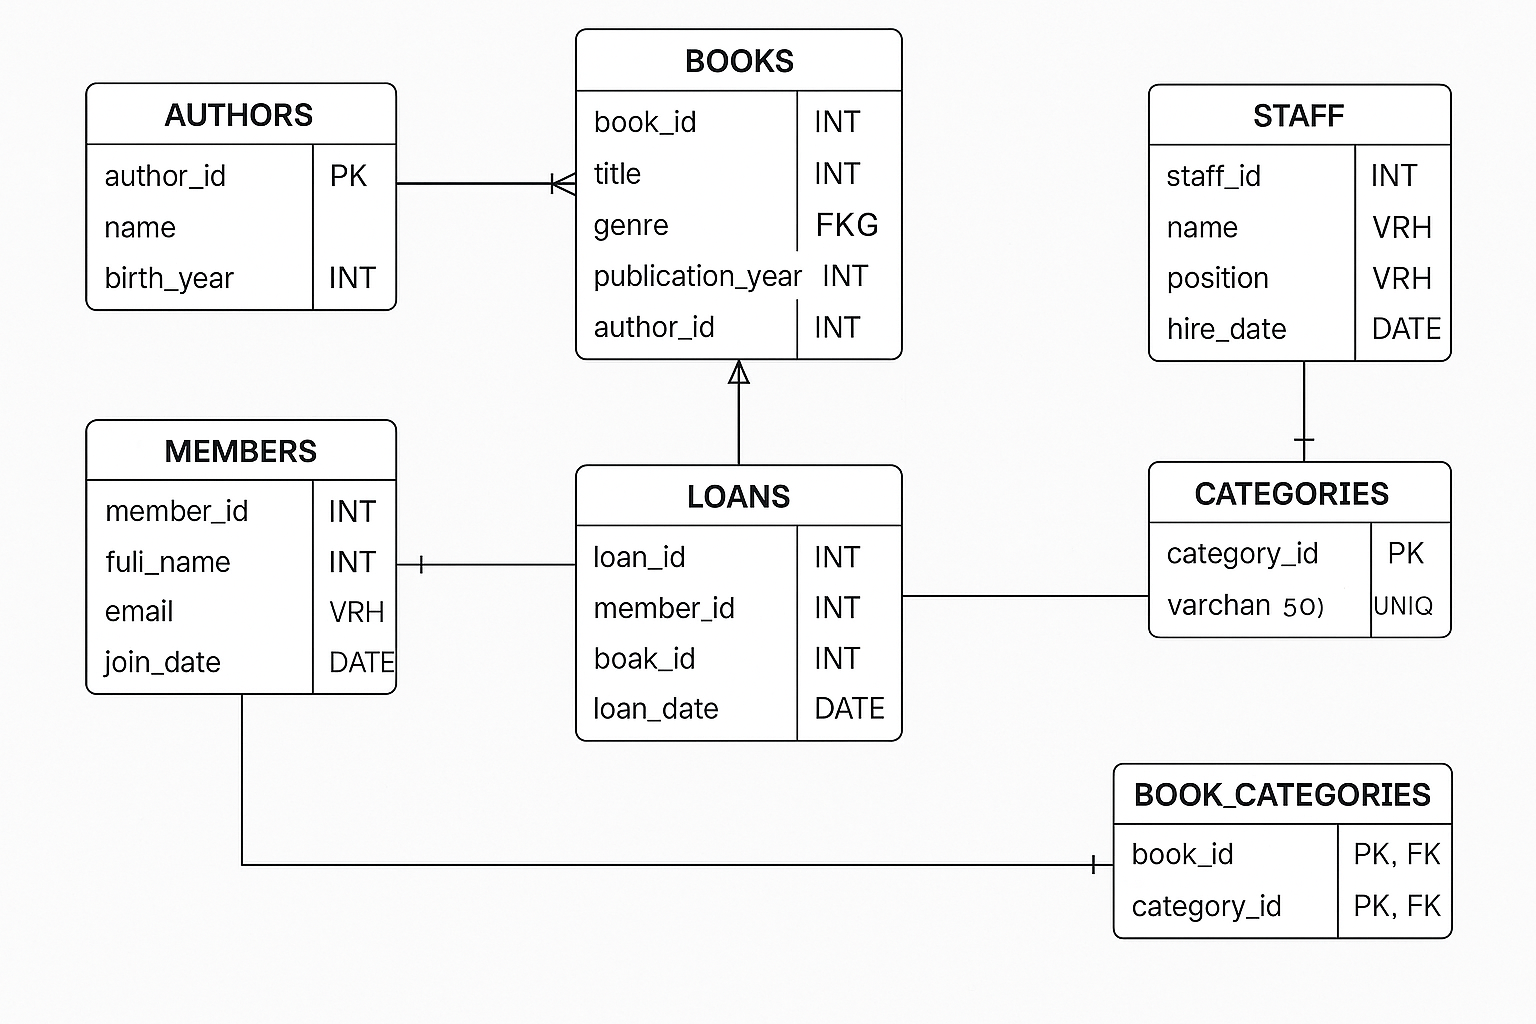 AUTHORS
author_id PK
name
birth_year INT
BOOKS
book_id INT
title INT
genre FKG
publication_year INT
author_id INT
STAFF
staff_id INT
name VRH
position VRH
hire_date DATE
MEMBERS
member_id INT
fuli_name INT
email VRH
join_date DATE
LOANS
loan_id INT
member_id INT
boak_id INT
loan_date DATE
CATEGORIES
category_id PK
varchan 50) UNIQ
BOOK_CATEGORIES
book_id PK, FK
category_id PK, FK